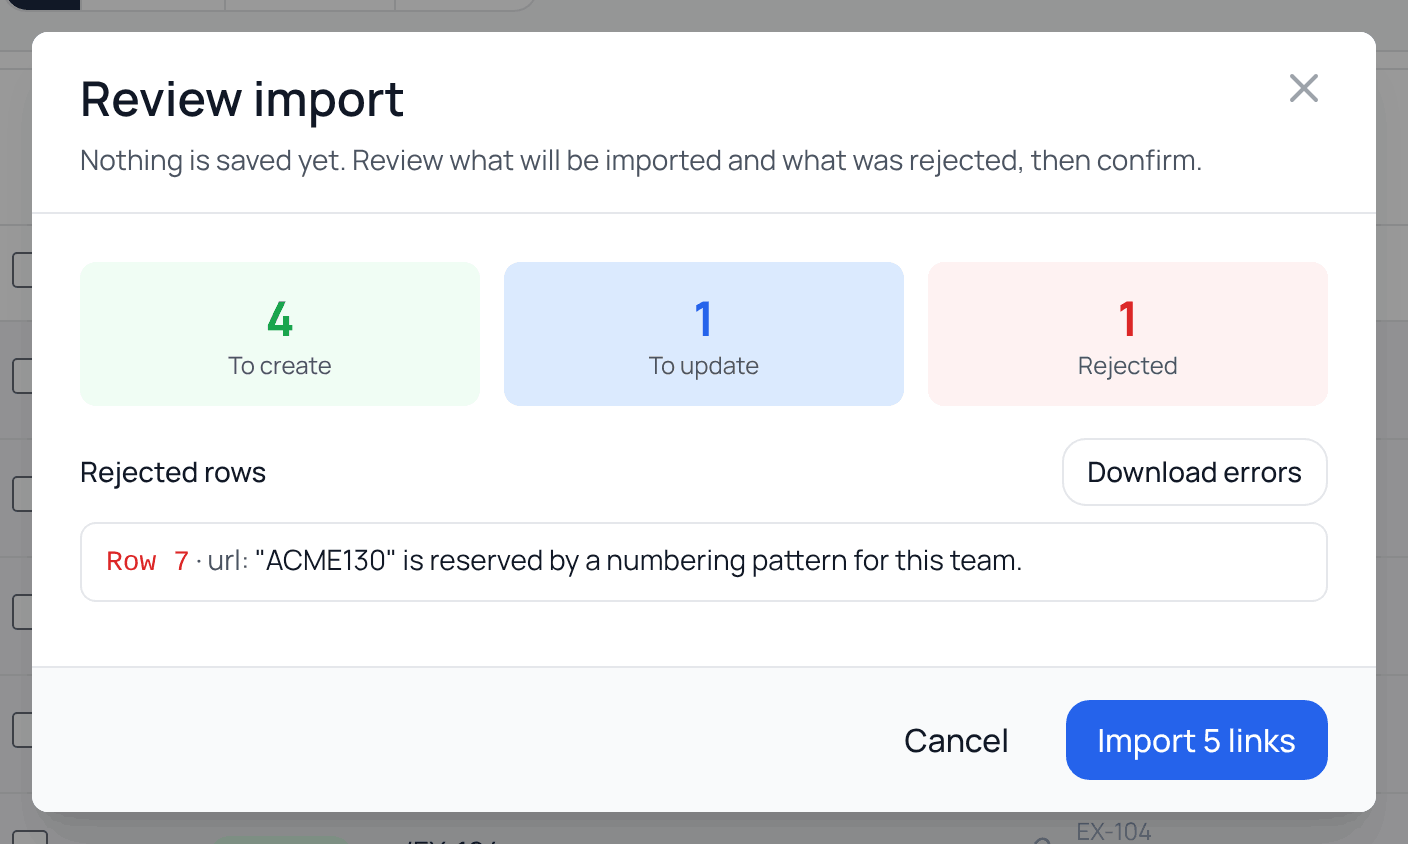 Review import
Nothing is saved yet. Review what will be imported and what was rejected, then confirm.
4
To create
1
To update
1
Rejected
Rejected rows
Download errors
Row 7 · url: "ACME130" is reserved by a numbering pattern for this team.
Cancel
Import 5 links
EX-104